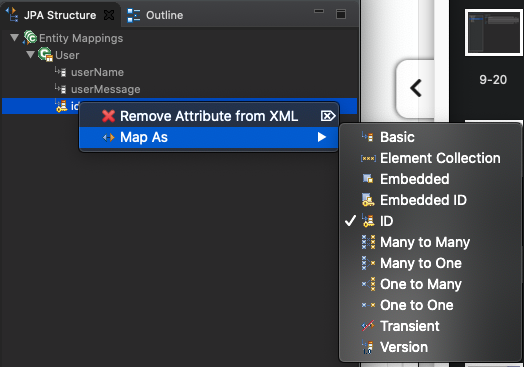 JPA Structure
Outline
Entity Mappings
User
userName
userMessage
id
Remove Attribute from XML
Map As
Basic
Element Collection
Embedded
Embedded ID
ID
Many to Many
Many to One
One to Many
One to One
Transient
Version
9-20